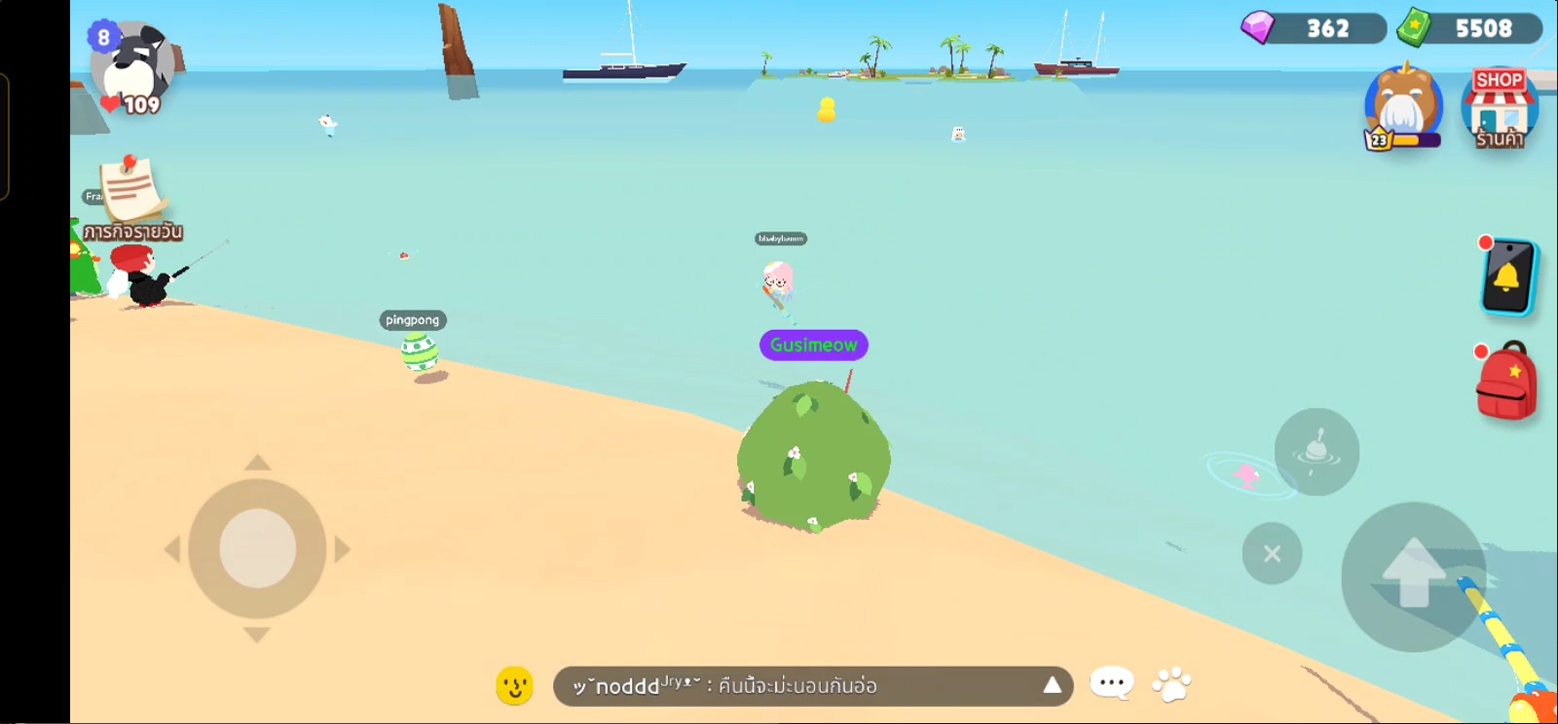 8
109
362
5508
SHOP
ร้านค้า
23
Fra
ภารกิจรายวัน
pingpong
Gusimeow
ッ˘noddd ᴶʳʸᵜ˘ : คืนนี้จะม่ะนอนกันอ่อ